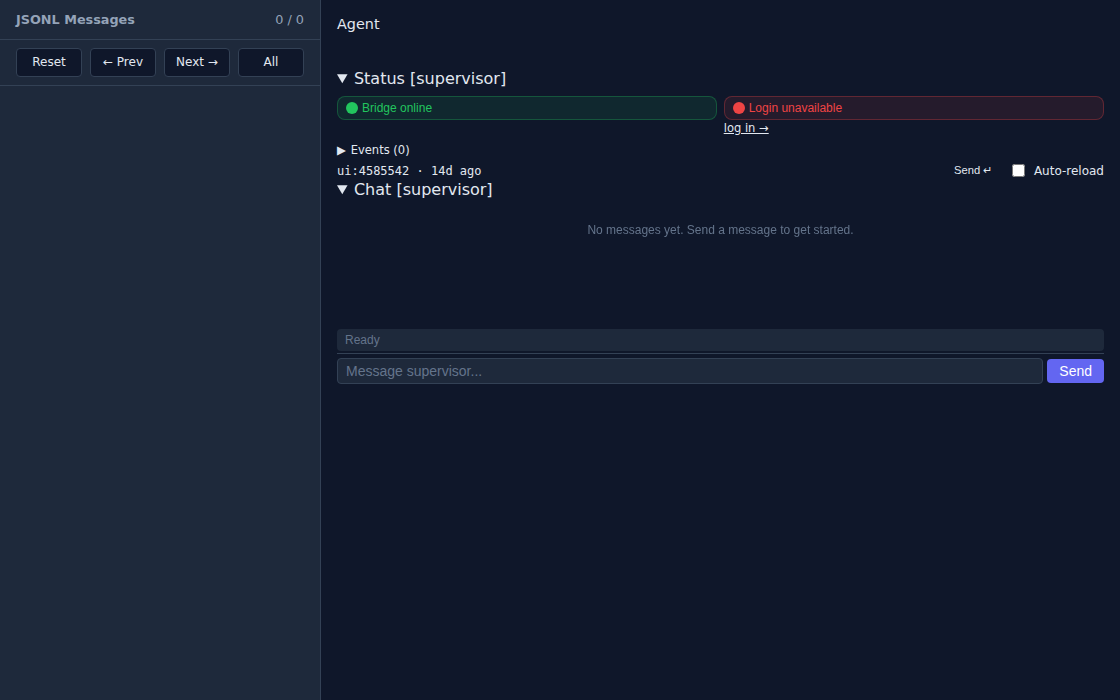 JSONL Messages 0 / 0
Reset ← Prev Next → All
Agent
▼ Status [supervisor]
Bridge online Login unavailable
log in →
▶ Events (0)
ui:4585542 · 14d ago Send ↵ Auto-reload
▼ Chat [supervisor]
No messages yet. Send a message to get started.
Ready
Message supervisor... Send